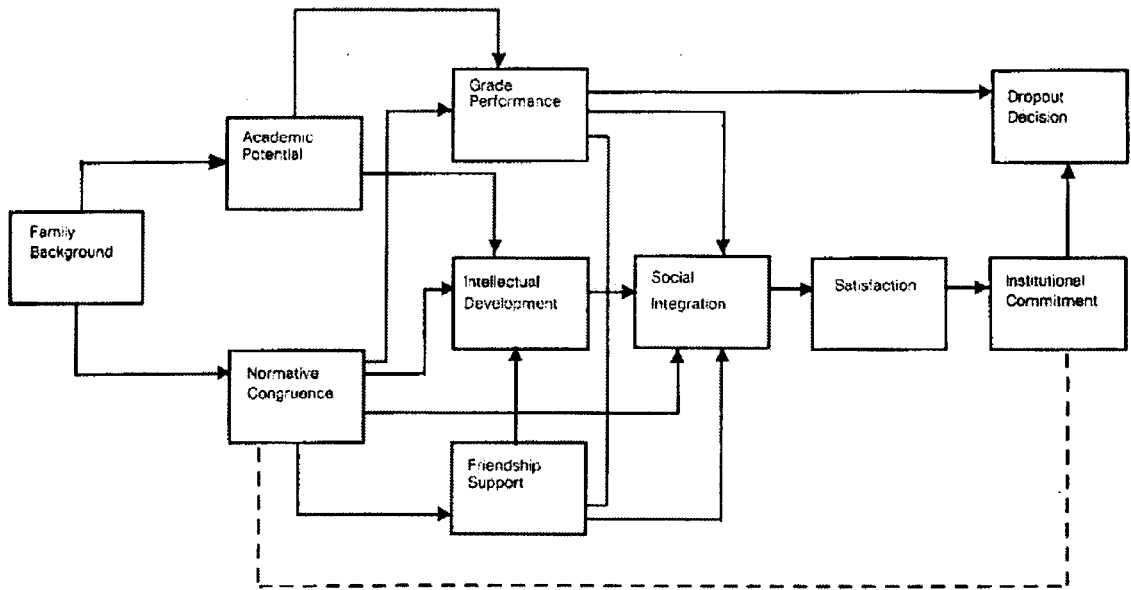 Grade
Performance
Dropout
Decision
Academic
Potential
Family
Background
Intellectual
Development
Social
Integration
Satisfaction
Institutional
Commitment
Normative
Congruence
Friendship
Support